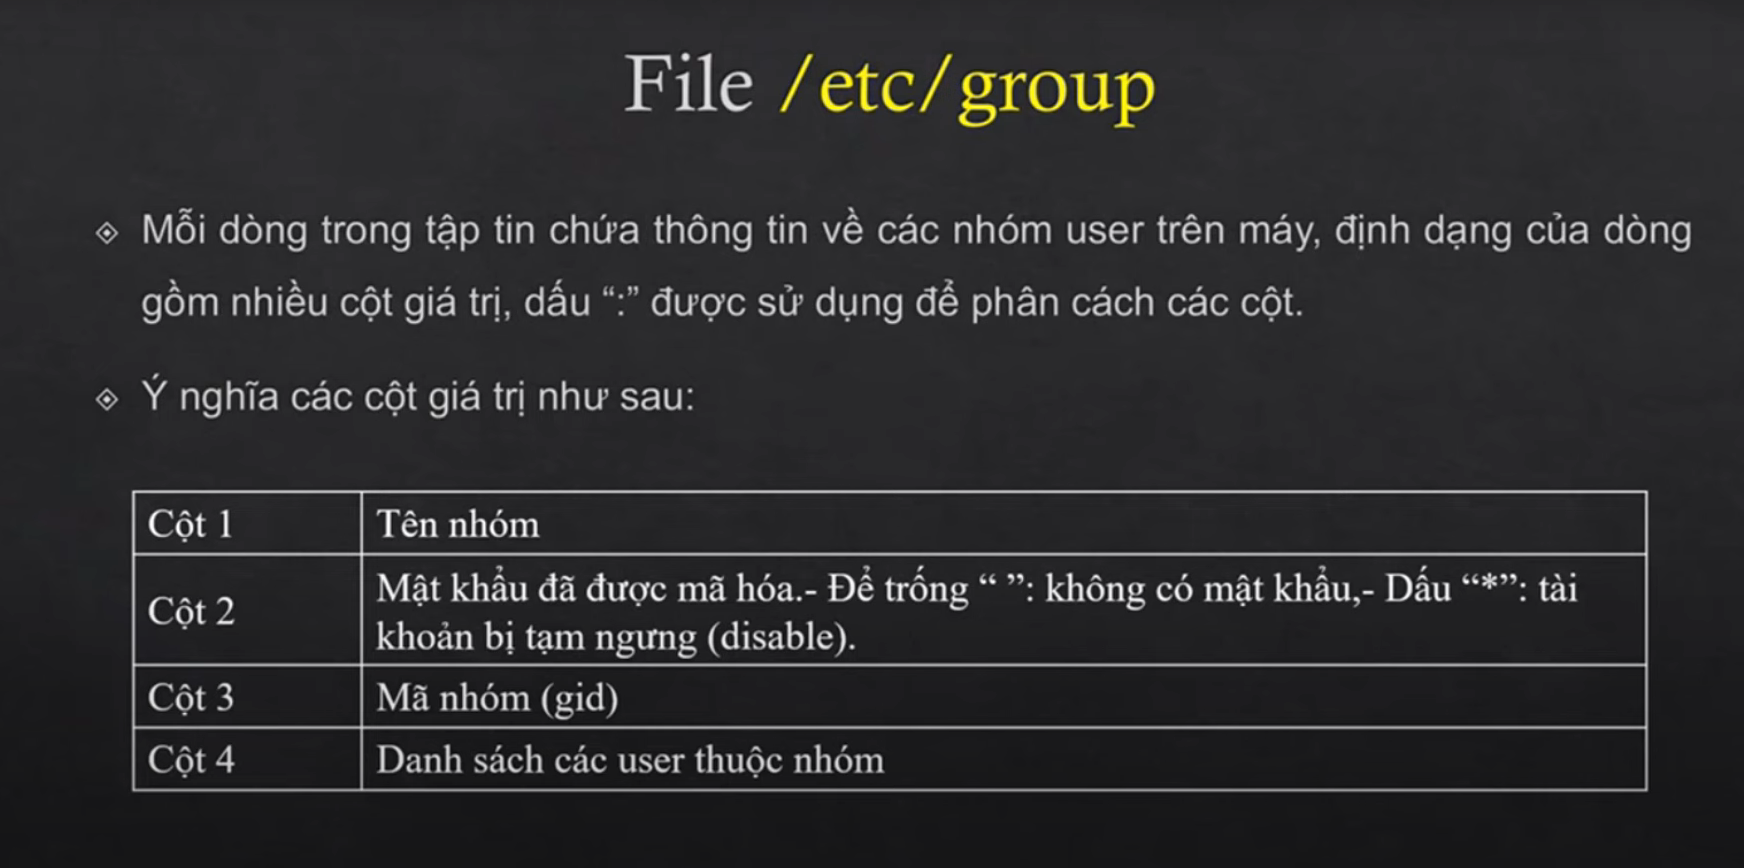 File /etc/group
Mỗi dòng trong tập tin chứa thông tin về các nhóm user trên máy, định dạng của dòng
gồm nhiều cột giá trị, dấu “:” được sử dụng để phân cách các cột.
Ý nghĩa các cột giá trị như sau:
Cột 1 Tên nhóm
Cột 2 Mật khẩu đã được mã hóa.- Để trống “ ”: không có mật khẩu,- Dấu “*”: tài
khoản bị tạm ngưng (disable).
Cột 3 Mã nhóm (gid)
Cột 4 Danh sách các user thuộc nhóm